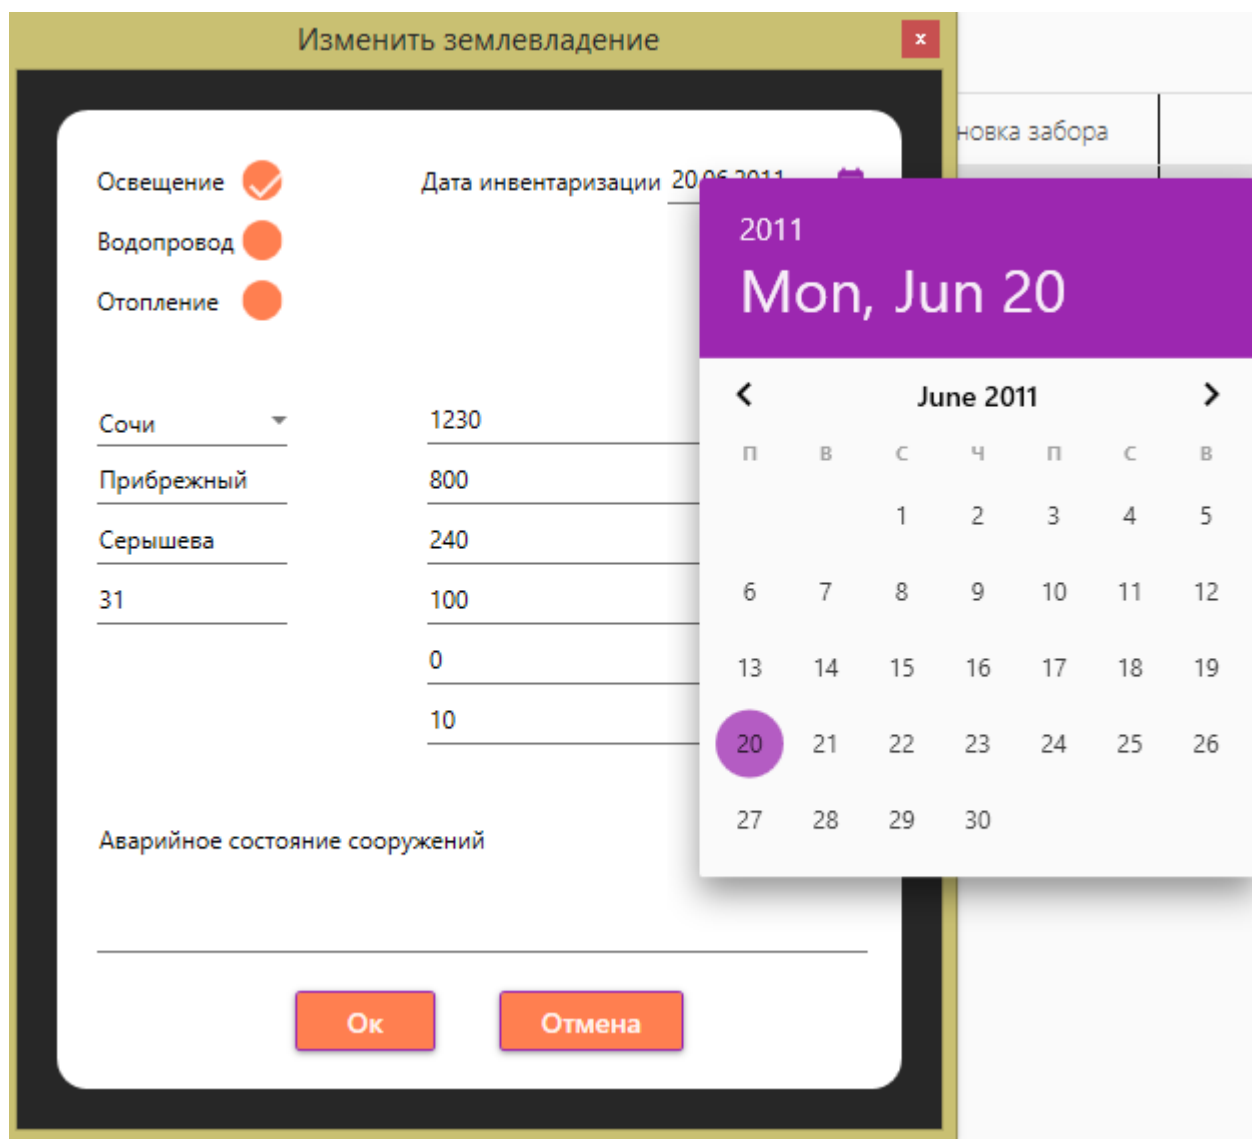 Изменить землевладение
x
новка забора
Освещение
Дата инвентаризации 20.06.2011
Водопровод
Отопление
2011
Mon, Jun 20
June 2011
П В С Ч П С В
1 2 3 4 5
6 7 8 9 10 11 12
13 14 15 16 17 18 19
20 21 22 23 24 25 26
27 28 29 30
Сочи
1230
Прибрежный
800
Серышева
240
31
100
0
10
Аварийное состояние сооружений
Ок
Отмена